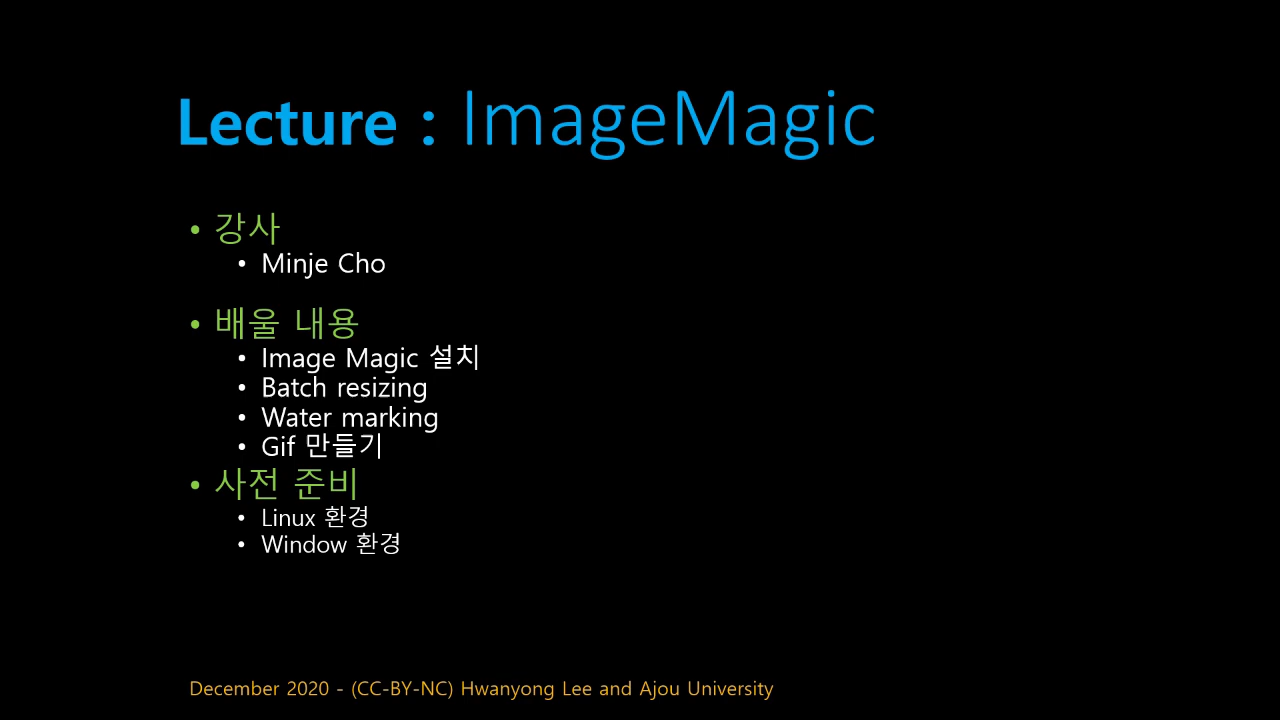 Lecture : ImageMagic
• 강사
• Minje Cho
• 배울 내용
• Image Magic 설치
• Batch resizing
• Water marking
• Gif 만들기
• 사전 준비
• Linux 환경
• Window 환경
December 2020 - (CC-BY-NC) Hwanyong Lee and Ajou University